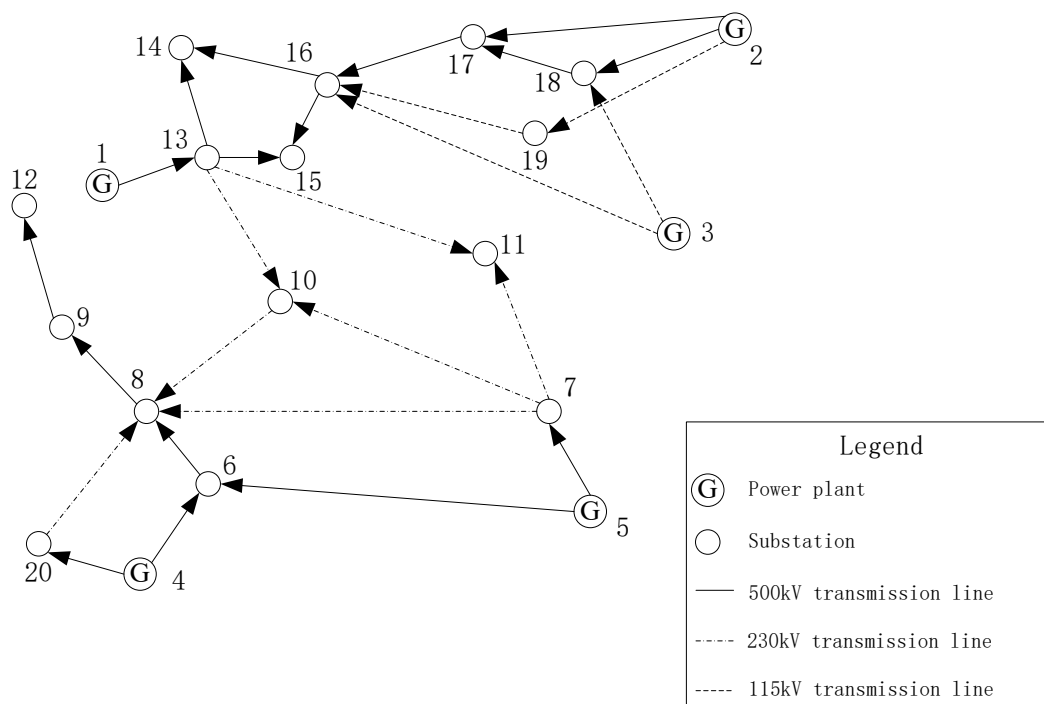 14
16
17
G
2
18
19
1
13
15
G
12
G
3
11
10
9
8
7
6
G
5
20
G
4
Legend
G Power plant
Substation
500kV transmission line
230kV transmission line
115kV transmission line